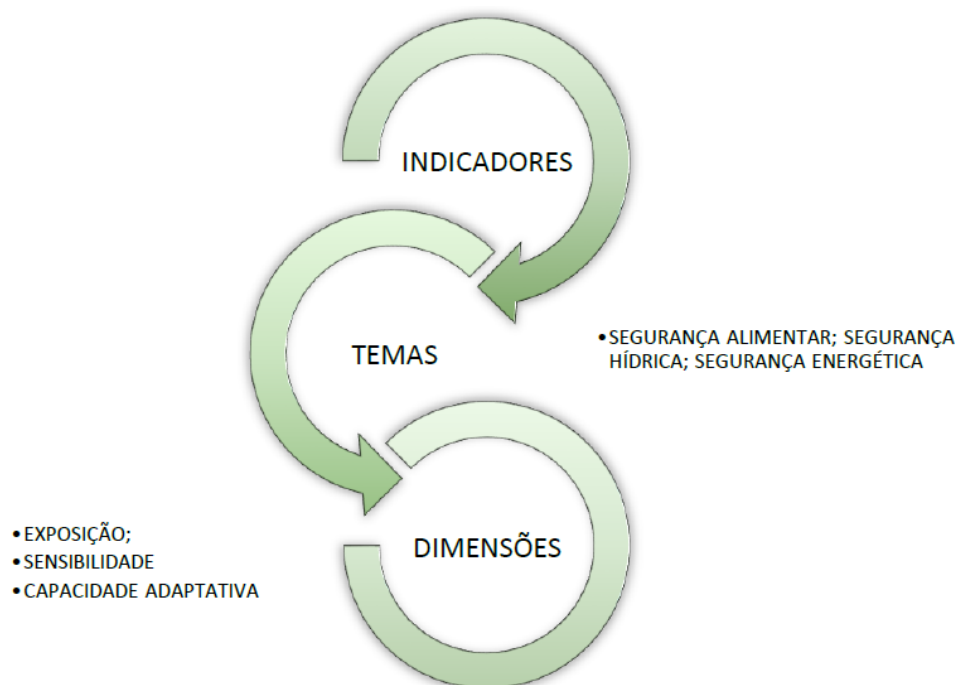 INDICADORES
TEMAS
•SEGURANÇA ALIMENTAR; SEGURANÇA
HÍDRICA; SEGURANÇA ENERGÉTICA
DIMENSÕES
•EXPOSIÇÃO;
•SENSIBILIDADE
•CAPACIDADE ADAPTATIVA